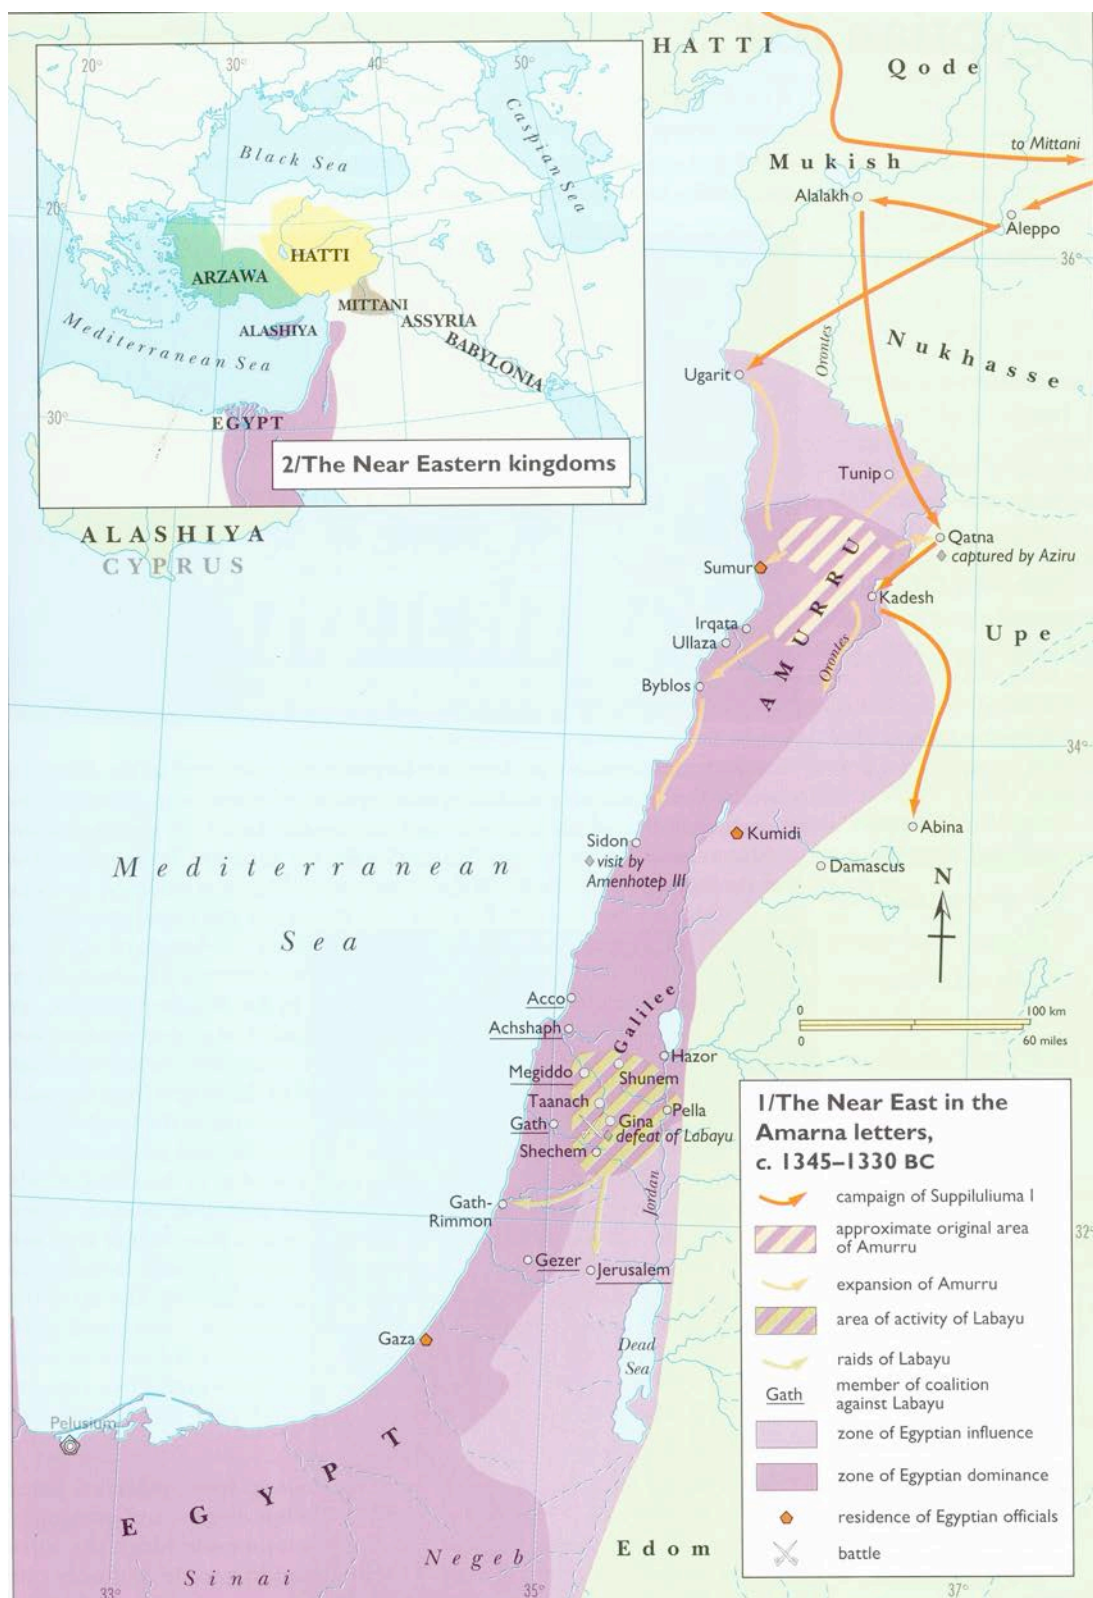 HATTI
Qode
20°
30°
40°
50°
Black Sea
Caspian Sea
20°
HATTI
ARZAWA
MITTANI
ALASHIYA
ASSYRIA
BABYLONIA
Mediterranean Sea
30°
EGYPT
2/The Near Eastern kingdoms
to Mittani
Mukish
Alalakh
Aleppo
36°
Orontes
Nukhasse
Ugarit
Tunip
ALASHIYA
CYPRUS
Qatna
captured by Aziru
Sumur
Kadesh
AMURRU
Irqata
Ullaza
Upe
Orontes
Byblos
34°
Abina
Sidon
visit by
Amenhotep III
Kumidi
Damascus
Mediterranean
Sea
N
Acco
Achshaph
Galilee
0
100 km
0
60 miles
Hazor
Megiddo
Shunem
Taanach
Pella
Gath
Gina
defeat of Labayu
Shechem
Jordan
Gath-
Rimmon
32°
Gezer
Jerusalem
Gaza
Dead
Sea
Pelusium
EGYPT
Sinai
Negeb
Edom
33°
35°
37°
1/The Near East in the
Amarna letters,
c. 1345–1330 BC
campaign of Suppiluliuma I
approximate original area
of Amurru
expansion of Amurru
area of activity of Labayu
raids of Labayu
Gath
member of coalition
against Labayu
zone of Egyptian influence
zone of Egyptian dominance
residence of Egyptian officials
battle